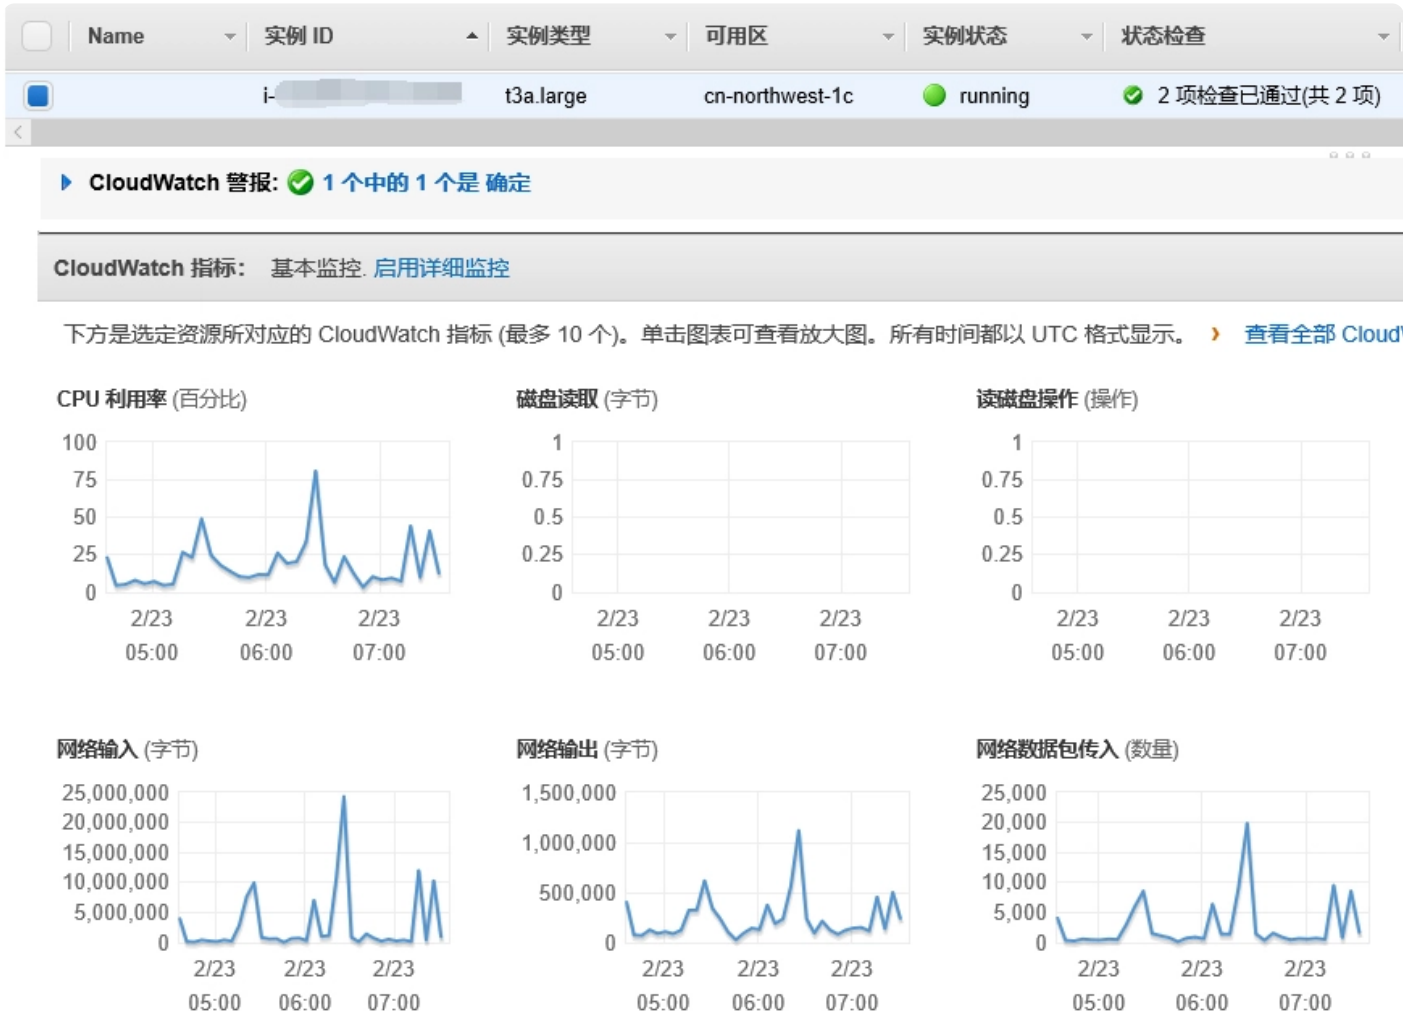 Name 实例 ID 实例类型 可用区 实例状态 状态检查
i- t3a.large cn-northwest-1c running 2 项检查已通过(共 2 项)
CloudWatch 警报: 1 个中的 1 个是 确定
CloudWatch 指标: 基本监控. 启用详细监控
下方是选定资源所对应的 CloudWatch 指标 (最多 10 个)。单击图表可查看放大图。所有时间都以 UTC 格式显示。 查看全部 Cloud
CPU 利用率 (百分比)
100
75
50
25
0
2/23 2/23 2/23
05:00 06:00 07:00
磁盘读取 (字节)
1
0.75
0.5
0.25
0
2/23 2/23 2/23
05:00 06:00 07:00
读磁盘操作 (操作)
1
0.75
0.5
0.25
0
2/23 2/23 2/23
05:00 06:00 07:00
网络输入 (字节)
25,000,000
20,000,000
15,000,000
10,000,000
5,000,000
0
2/23 2/23 2/23
05:00 06:00 07:00
网络输出 (字节)
1,500,000
1,000,000
500,000
0
2/23 2/23 2/23
05:00 06:00 07:00
网络数据包传入 (数量)
25,000
20,000
15,000
10,000
5,000
0
2/23 2/23 2/23
05:00 06:00 07:00